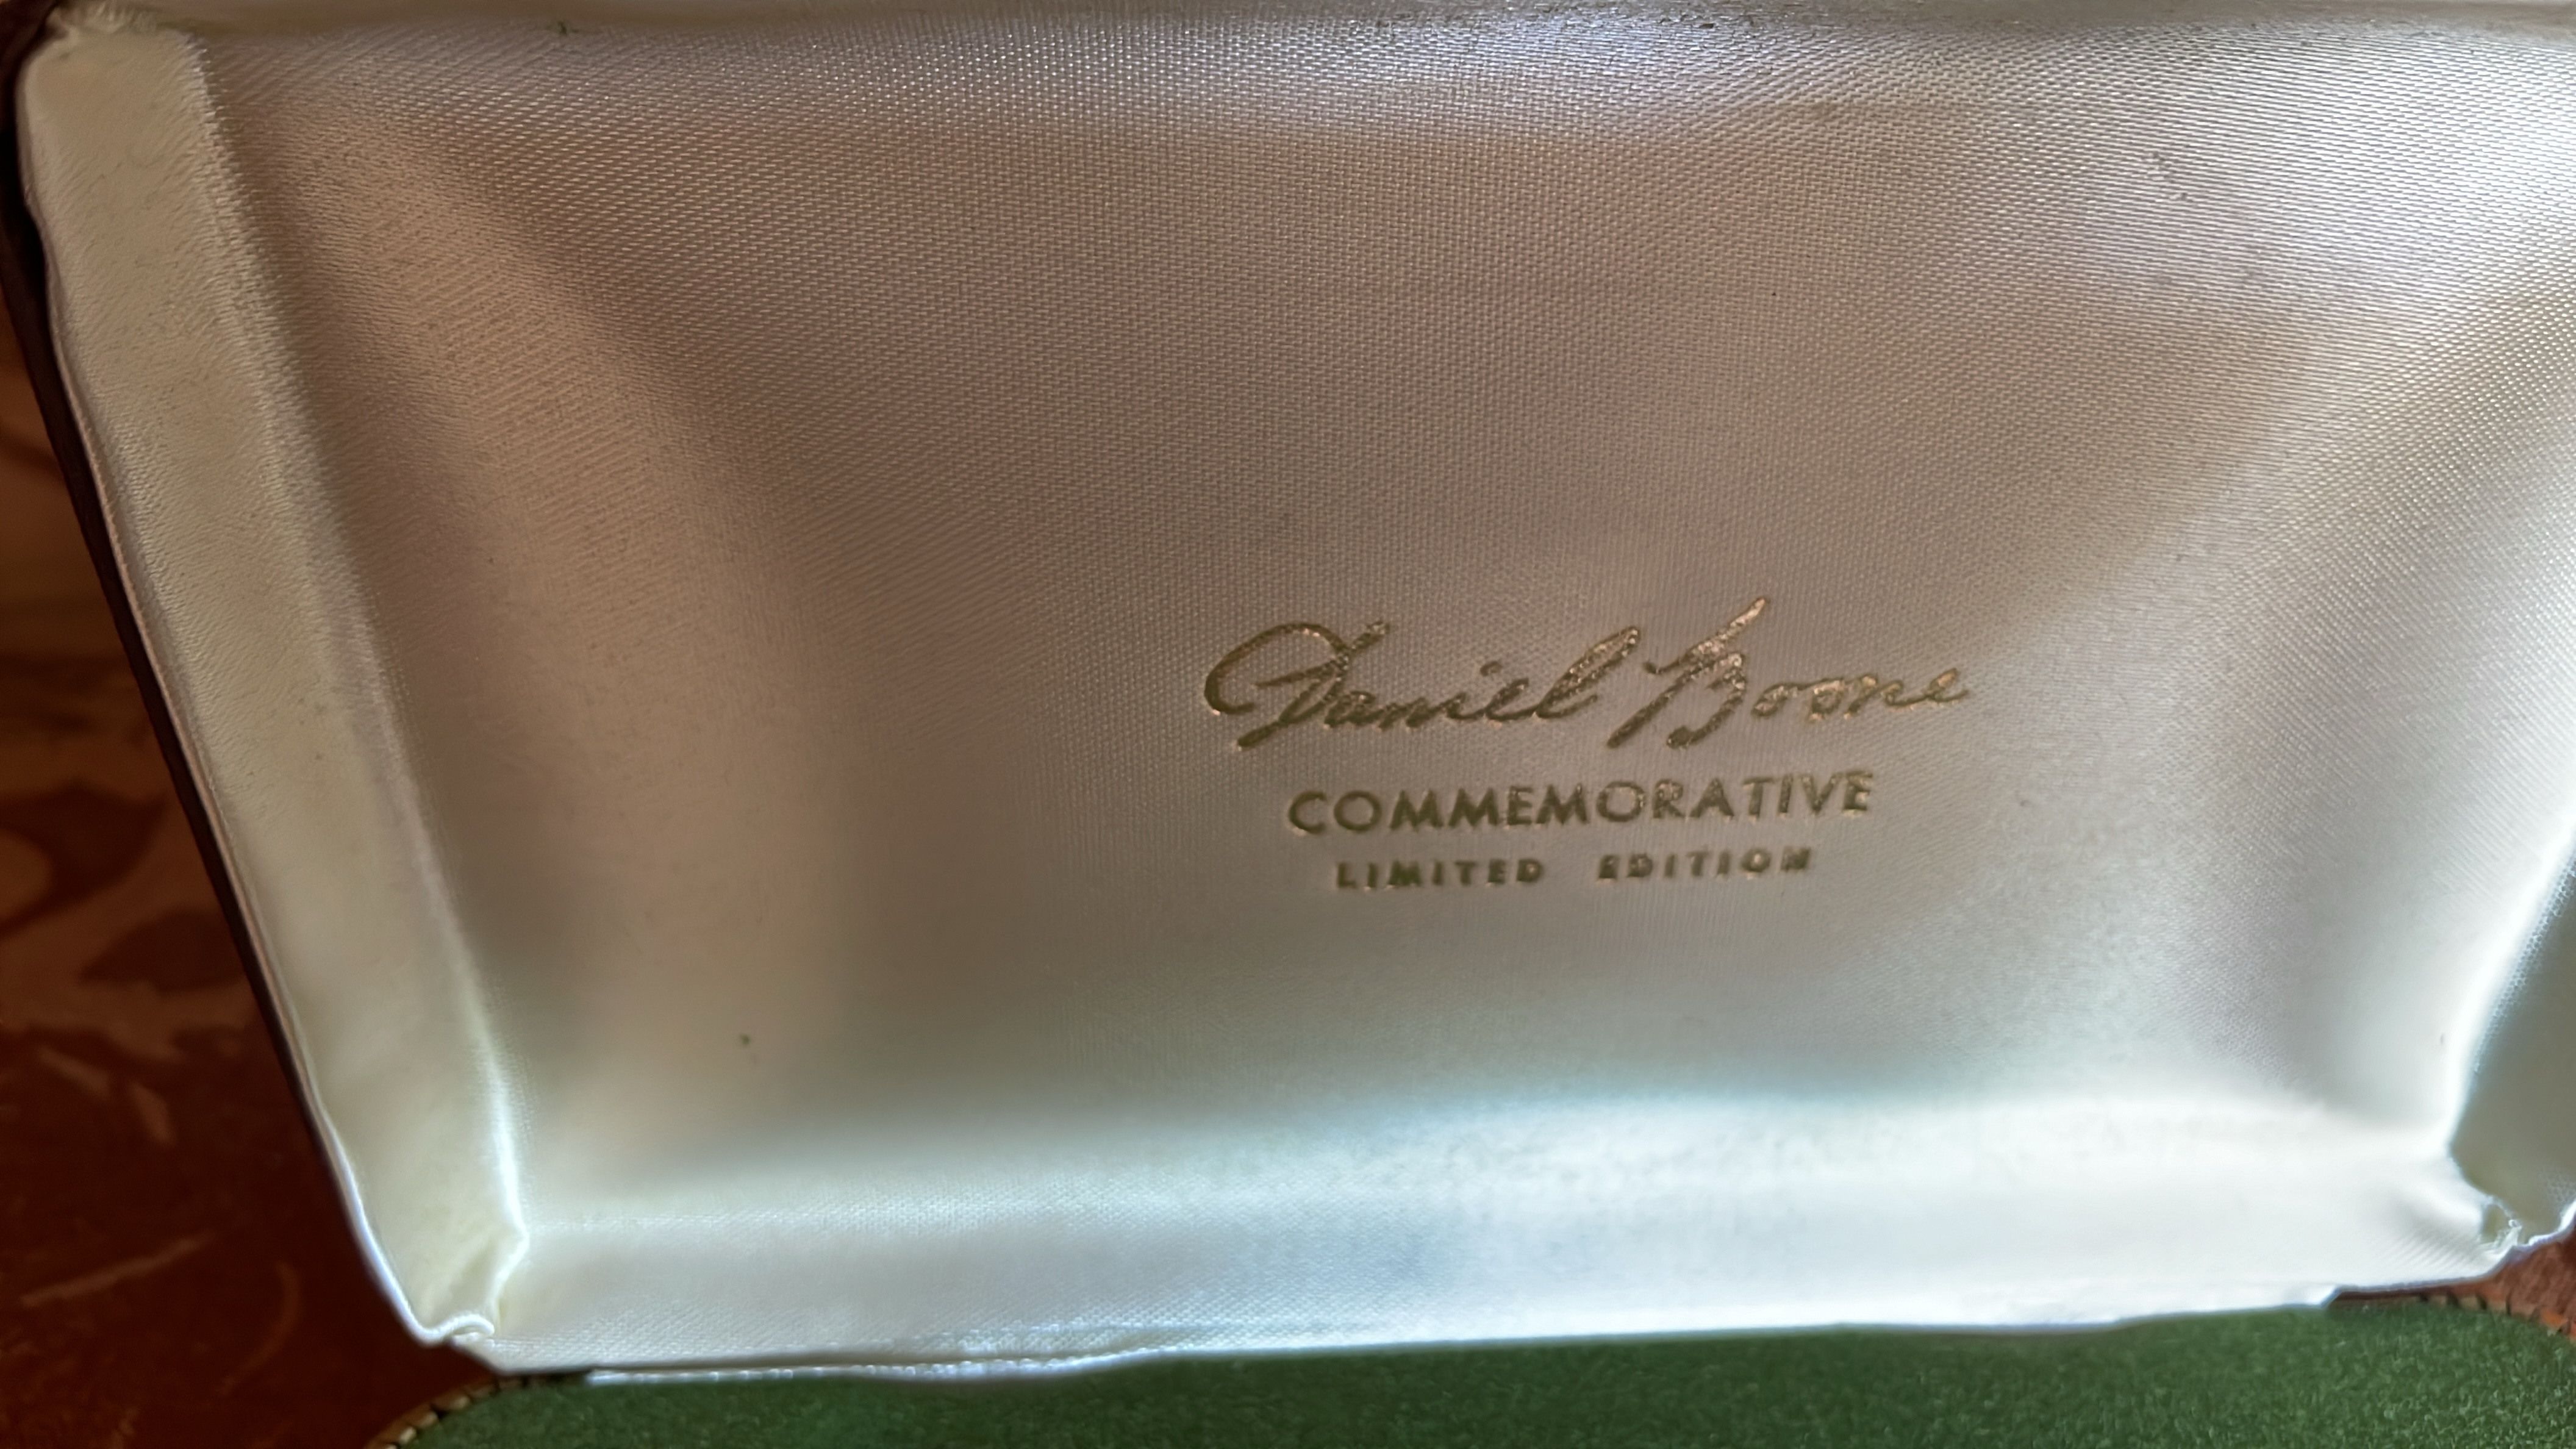 Daniel Boone
COMMEMORATIVE
LIMITED EDITION